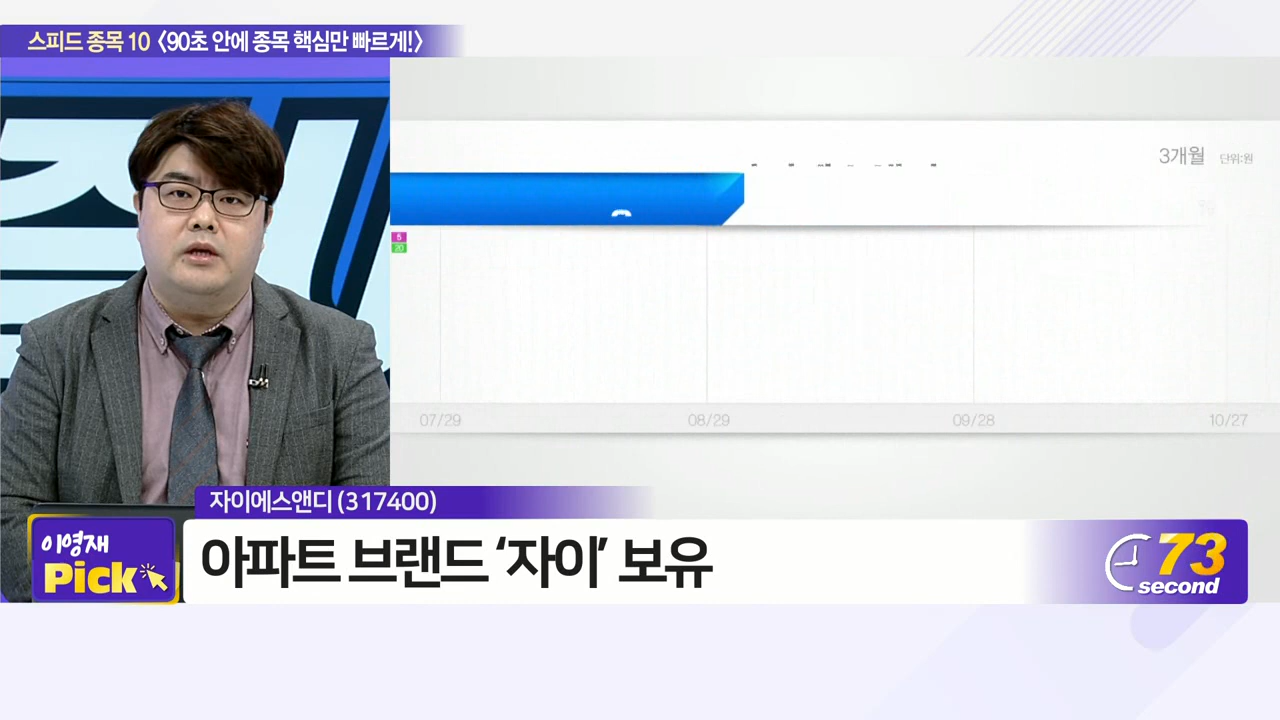 스피드 종목 10 <90초 안에 종목 핵심만 빠르게!>
3개월 단위:원
5
20
07/29 08/29 09/28 10/27
자이에스앤디 (317400)
이영재
Pick
아파트 브랜드 ‘자이’ 보유
73
second